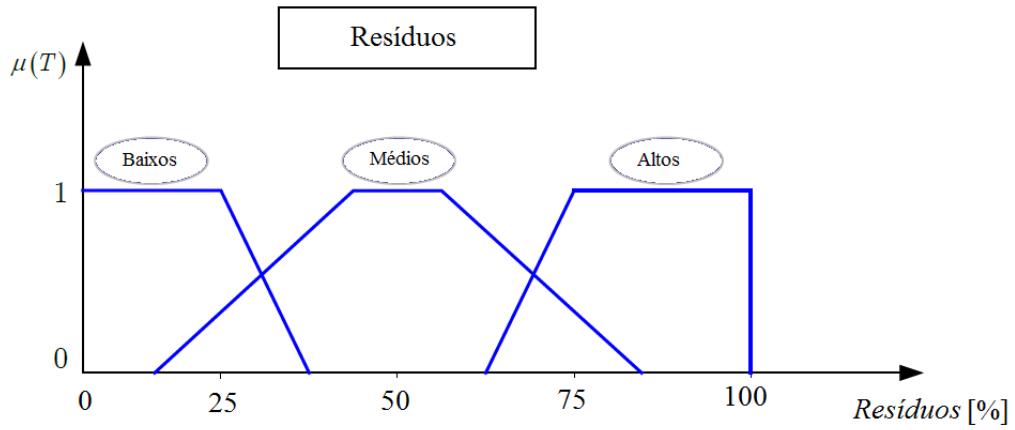 Resíduos
μ(T)
Baixos Médios Altos
1
0
0 25 50 75 100
Resíduos [%]